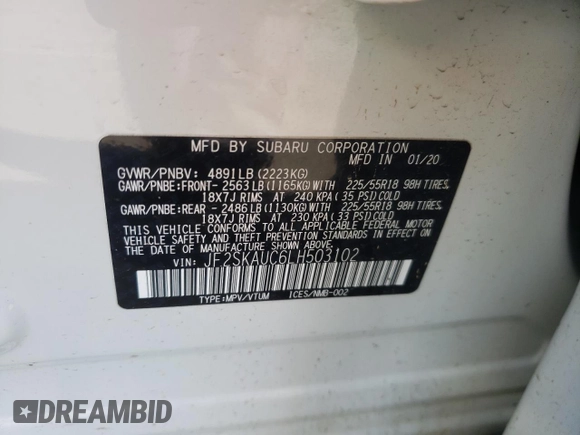 MFD BY SUBARU CORPORATION
MFD IN 01/20
GVWR/PNBV: 4891LB(2223KG)
GAWR/PNBE:FRONT- 2563LB(1165KG)WITH 225/55R18 98H TIRES,
18X7J RIMS AT 240 KPA (35 PSI)COLD
GAWR/PNBE:REAR - 2486LB(1130KG)WITH 225/55R18 98H TIRES,
18X7J RIMS AT 230 KPA (33 PSI)COLD
THIS VEHICLE CONFORMS TO ALL APPLICABLE FEDERAL MOTOR
VEHICLE SAFETY AND THEFT PREVENTION STANDARDS IN EFFECT ON
THE DATE OF MANUFACTURE SHOWN ABOVE.
VIN: JF2SKAUC6LH503102
TYPE:MPV/VTUM ICES/NMB-002
DREAMBID